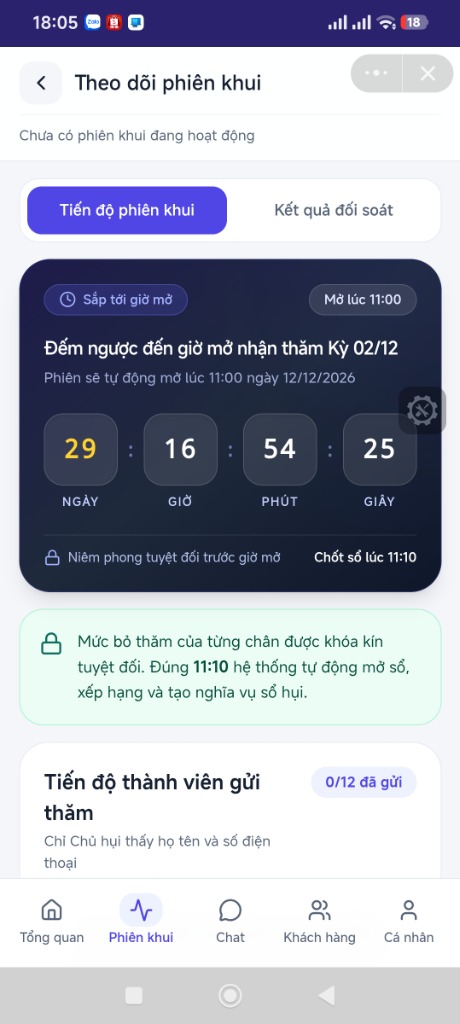 18:05
Zalo
18
Theo dõi phiên khui
Chưa có phiên khui đang hoạt động
Tiến độ phiên khui
Kết quả đối soát
Sắp tới giờ mở
Mở lúc 11:00
Đếm ngược đến giờ mở nhận thăm Kỳ 02/12
Phiên sẽ tự động mở lúc 11:00 ngày 12/12/2026
29 : 16 : 54 : 25
NGÀY GIỜ PHÚT GIÂY
Niêm phong tuyệt đối trước giờ mở
Chốt sổ lúc 11:10
Mức bỏ thăm của từng chân được khóa kín
tuyệt đối. Đúng 11:10 hệ thống tự động mở sổ,
xếp hạng và tạo nghĩa vụ sổ hụi.
Tiến độ thành viên gửi
thăm
0/12 đã gửi
Chỉ Chủ hụi thấy họ tên và số điện
thoại
Tổng quan
Phiên khui
Chat
Khách hàng
Cá nhân